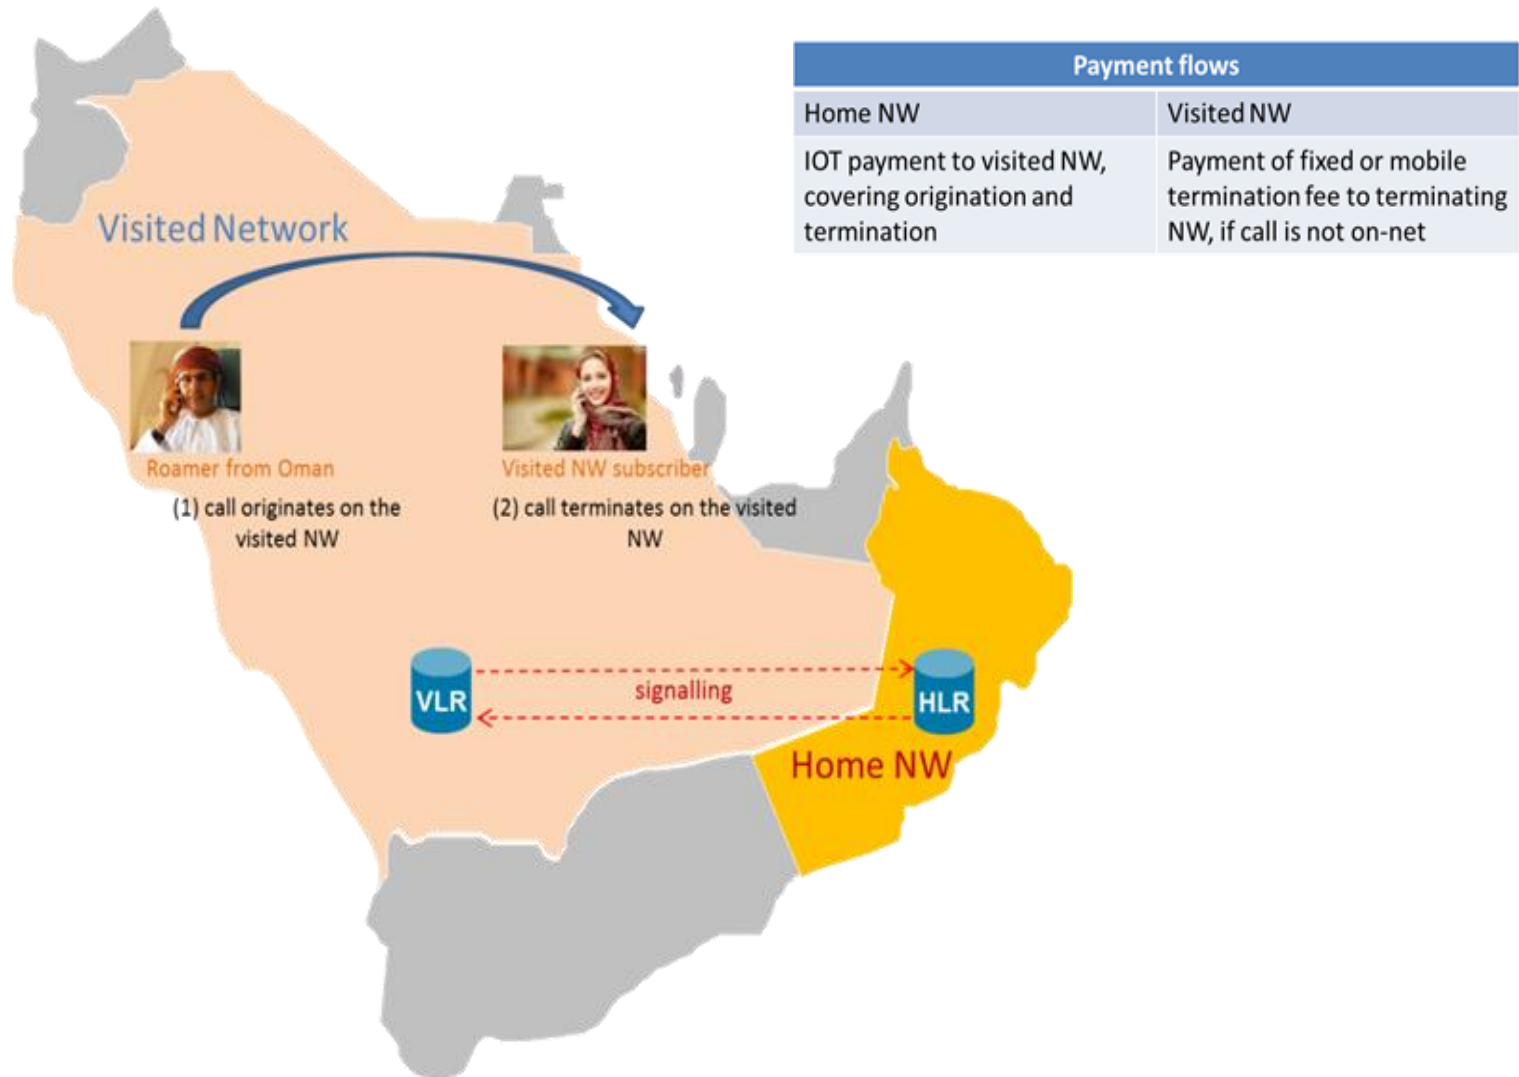 Payment flows
Home NW
Visited NW
IOT payment to visited NW,
covering origination and
termination
Payment of fixed or mobile
termination fee to terminating
NW, if call is not on-net
Visited Network
Roamer from Oman
(1) call originates on the
visited NW
Visited NW subscriber
(2) call terminates on the visited
NW
VLR
signalling
HLR
Home NW